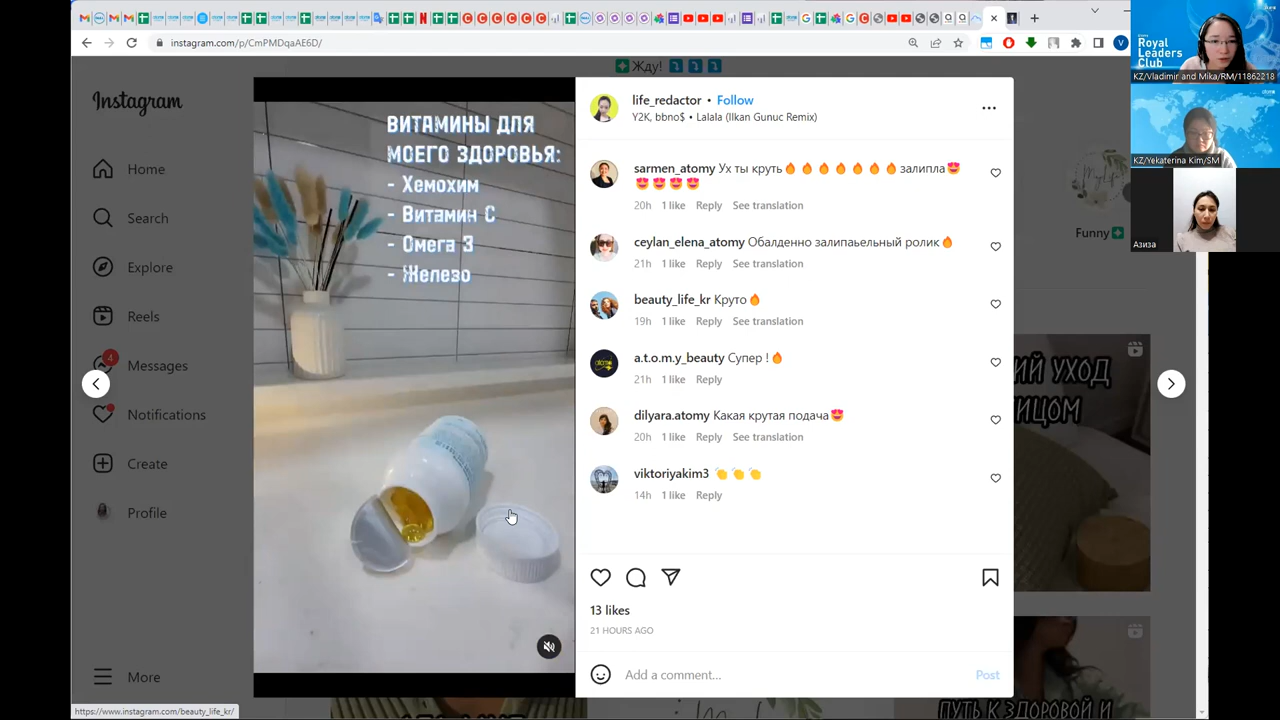 instagram.com/p/CmPMDqaAE6D/
Жду!
Instagram
Home
Search
Explore
Reels
4
Messages
Notifications
Create
Profile
More
ВИТАМИНЫ ДЛЯ
МОЕГО ЗДОРОВЬЯ:
- Хемохим
- Витамин С
- Омега 3
- Железо
life_redactor • Follow
Y2K, bbno$ • Lalala (Ilkan Gunuc Remix)
sarmen_atomy Ух ты круть🔥🔥🔥🔥🔥🔥🔥залипла😍
😍😍😍😍
20h 1 like Reply See translation
ceylan_elena_atomy Обалденно залипаьельный ролик🔥
21h 1 like Reply See translation
beauty_life_kr Круто🔥
19h 1 like Reply See translation
a.t.o.m.y_beauty Супер !🔥
21h 1 like Reply
dilyara.atomy Какая крутая подача😍
20h 1 like Reply See translation
viktoriyakim3 👏👏👏
14h 1 like Reply
13 likes
21 HOURS AGO
Add a comment...
Post
Royal
Leaders
Club
KZ/Vladimir and Mika/RM/11862218
KZ/Yekaterina Kim/SM
Азиза
Funny
УХОД
ПУТЬ К ЗДОРОВОЙ И
https://www.instagram.com/beauty_life_kr/